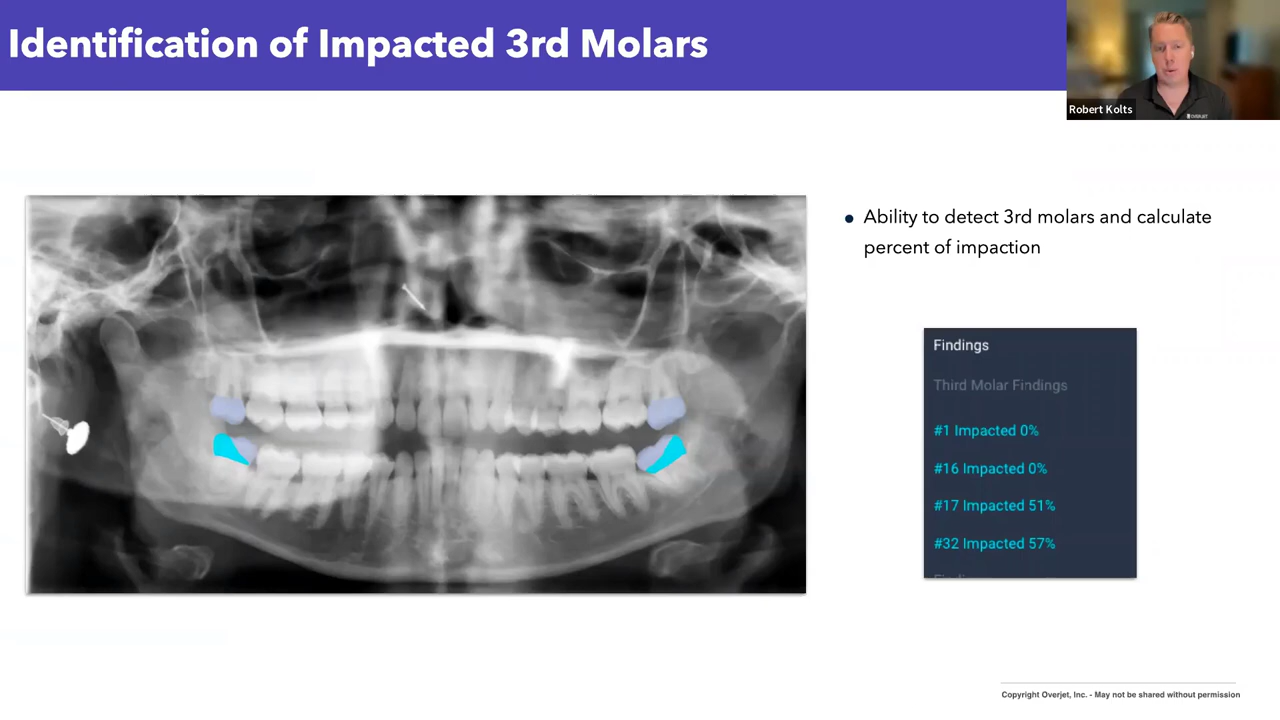 Identification of Impacted 3rd Molars
Robert Kolts
OVERJET
Ability to detect 3rd molars and calculate
percent of impaction
Findings
Third Molar Findings
#1 Impacted 0%
#16 Impacted 0%
#17 Impacted 51%
#32 Impacted 57%
Copyright Overjet, Inc. - May not be shared without permission